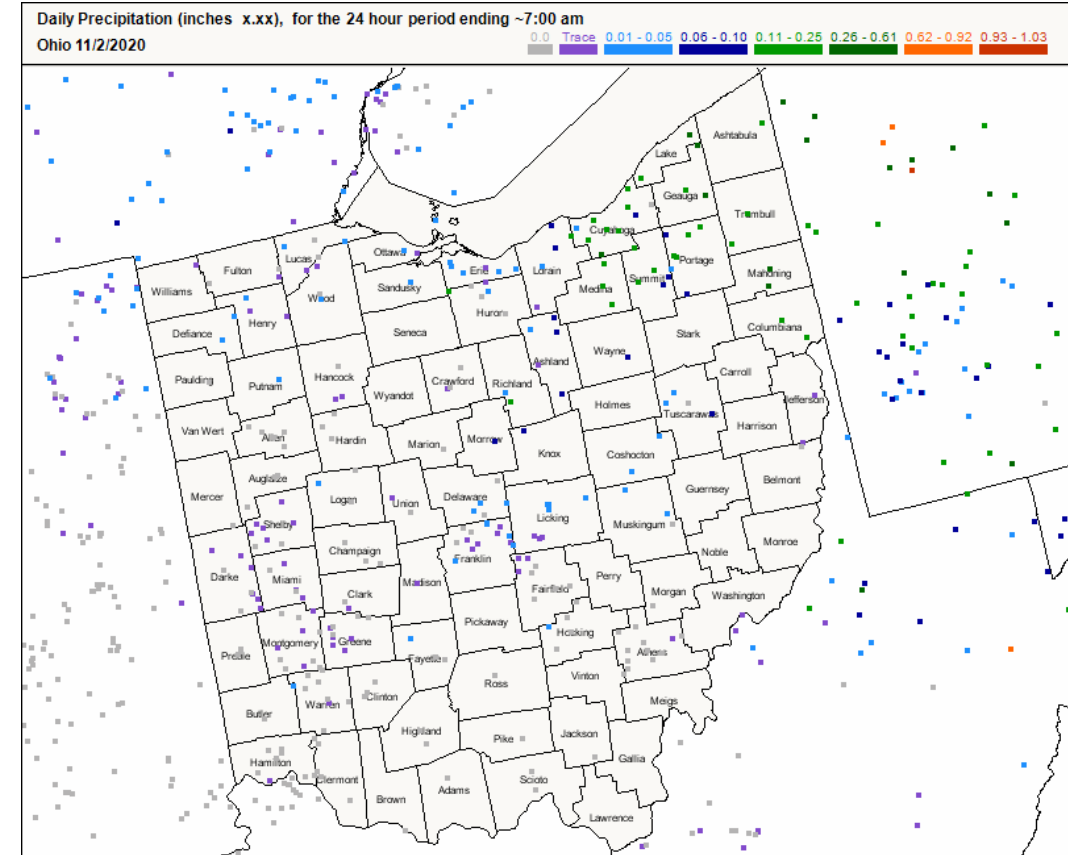 Daily Precipitation (inches x.xx), for the 24 hour period ending ~7:00 am
Ohio 11/2/2020
0.0 Trace 0.01 - 0.05 0.06 - 0.10 0.11 - 0.25 0.26 - 0.61 0.62 - 0.92 0.93 - 1.03
Ashtabula
Lake
Geauga
Trumbull
Cuyahoga
Ottawa
Lucas
Fulton
Williams
Erie
Lorain
Portage
Mahoning
Summit
Medina
Sandusky
Wood
Huron
Henry
Defiance
Seneca
Stark
Columbiana
Wayne
Ashland
Carroll
Paulding
Putnam
Hancock
Crawford
Richland
Wyandot
Holmes
Jefferson
Tuscarawas
Harrison
Van Wert
Allen
Hardin
Marion
Morrow
Knox
Coshocton
Belmont
Auglaize
Guernsey
Mercer
Logan
Union
Delaware
Licking
Muskingum
Shelby
Monroe
Champaign
Franklin
Noble
Darke
Miami
Madison
Perry
Clark
Fairfield
Morgan
Washington
Pickaway
Hocking
Montgomery
Greene
Athens
Preble
Fayette
Vinton
Ross
Clinton
Warren
Meigs
Butler
Highland
Jackson
Pike
Gallia
Hamilton
Clermont
Scioto
Adams
Brown
Lawrence